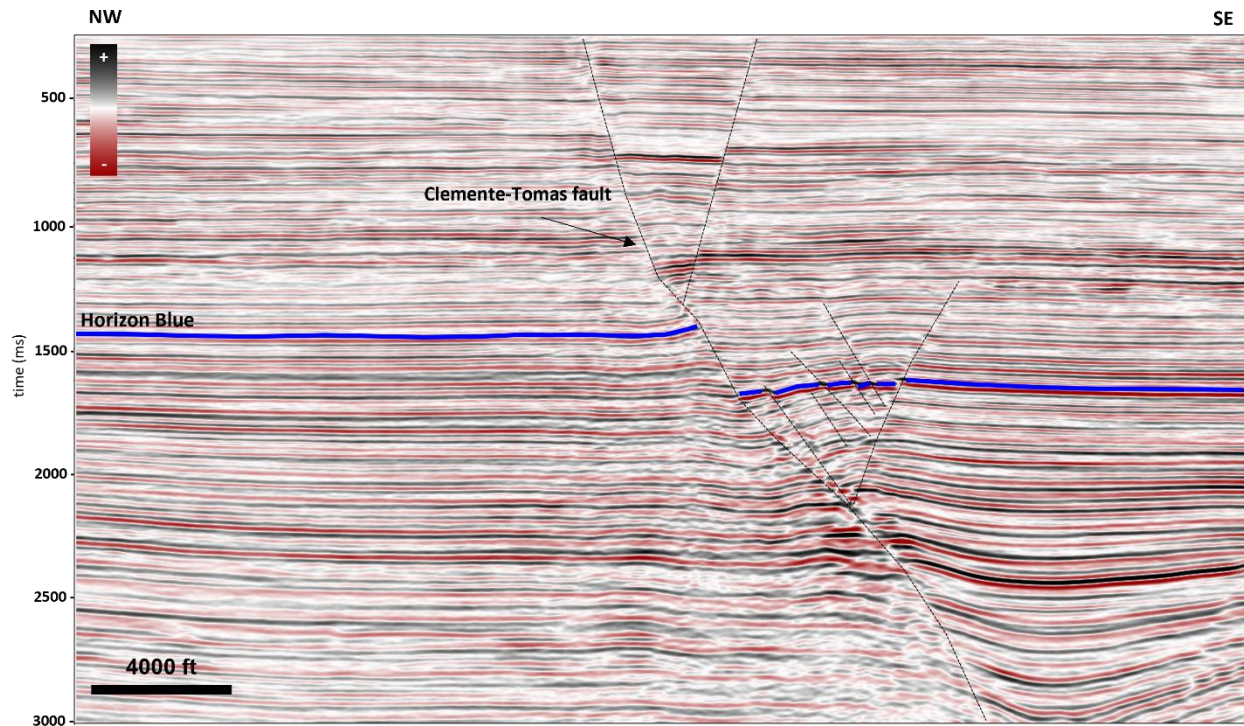 NW
SE
+
-
500
Clemente-Tomas fault
1000
Horizon Blue
1500
time (ms)
2000
2500
4000 ft
3000